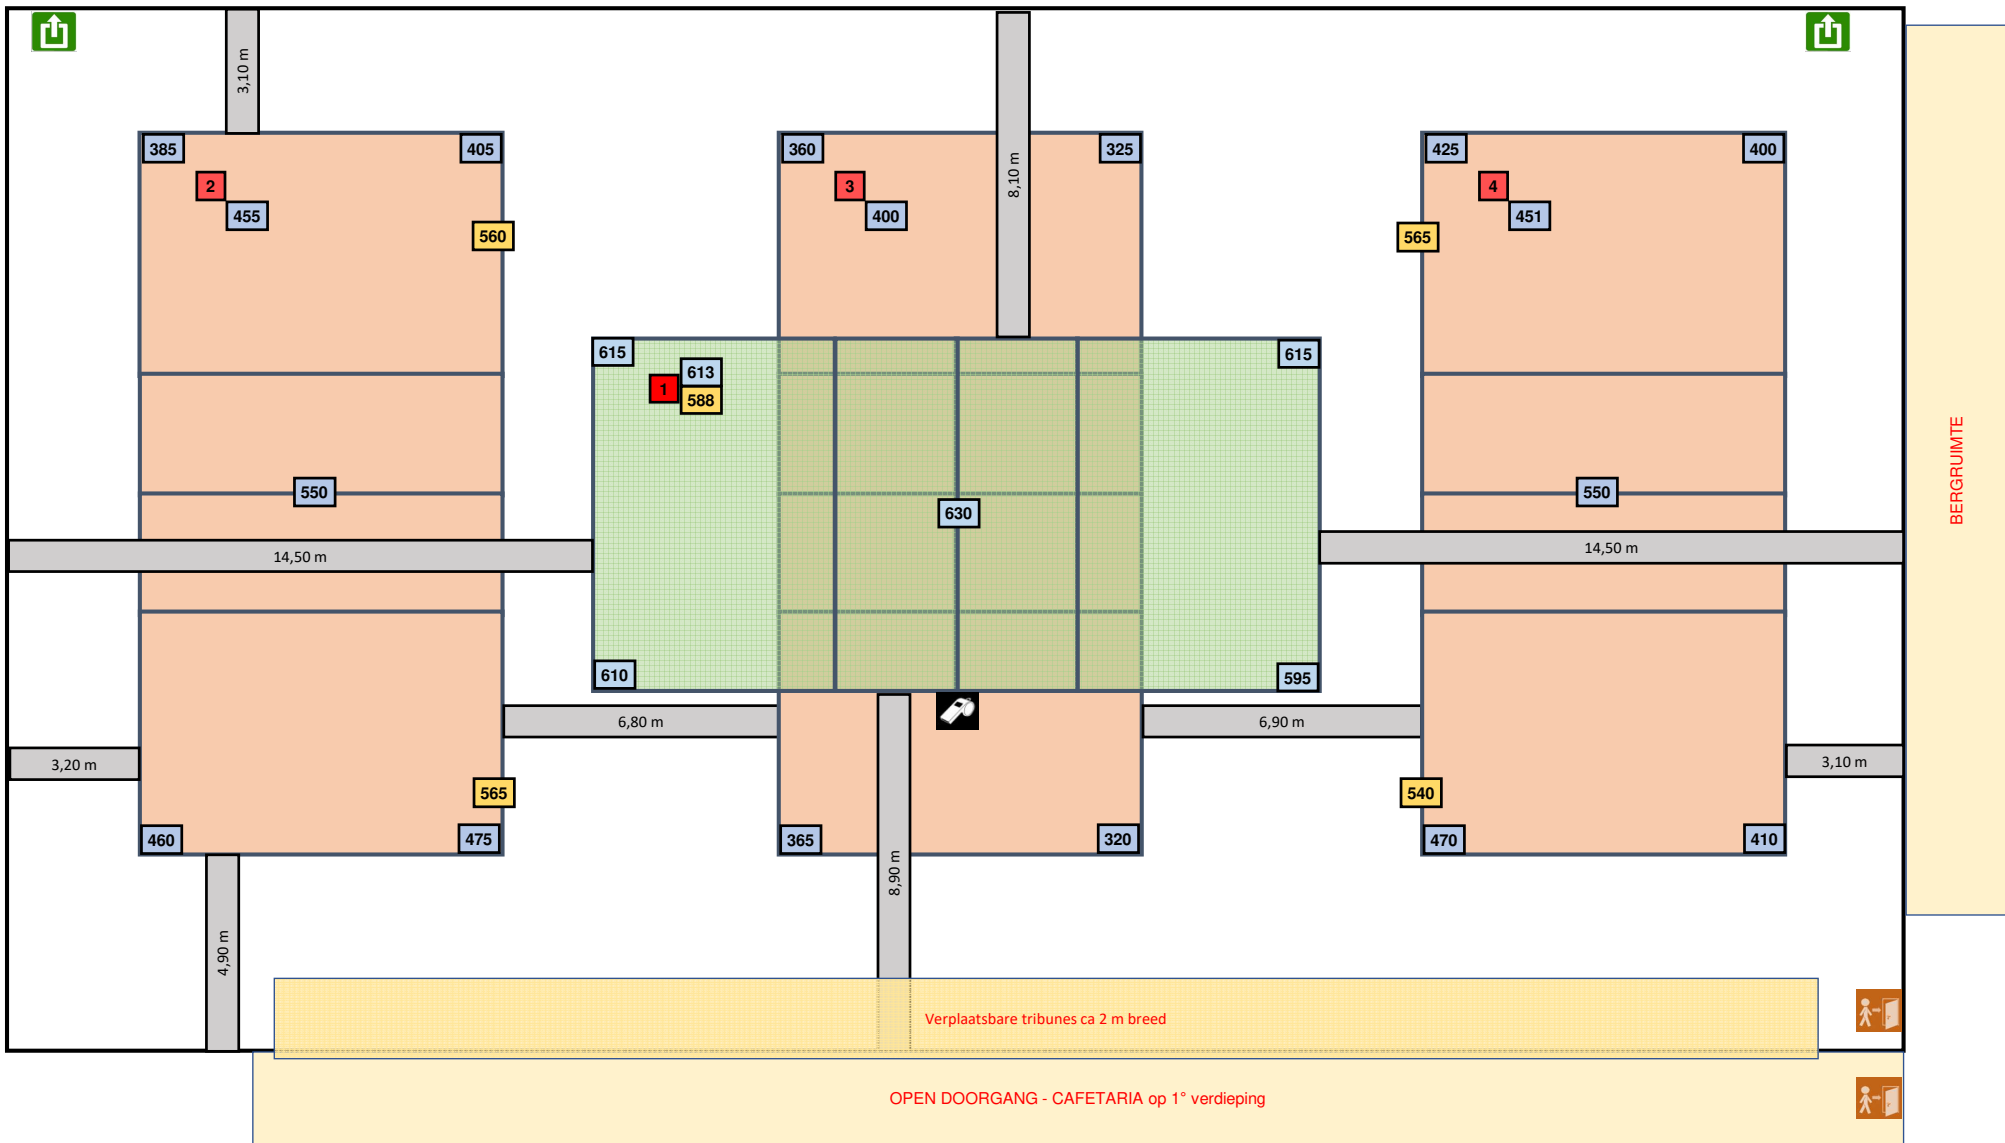 3,10 m
8,10 m
385
405
360
325
425
400
2
455
3
400
4
451
560
565
615
615
613
1
588
550
630
550
14,50 m
14,50 m
610
595
6,80 m
6,90 m
3,20 m
3,10 m
565
540
460
475
365
320
470
410
4,90 m
8,90 m
BERGRUIMTE
Verplaatsbare tribunes ca 2 m breed
OPEN DOORGANG - CAFETARIA op 1° verdieping